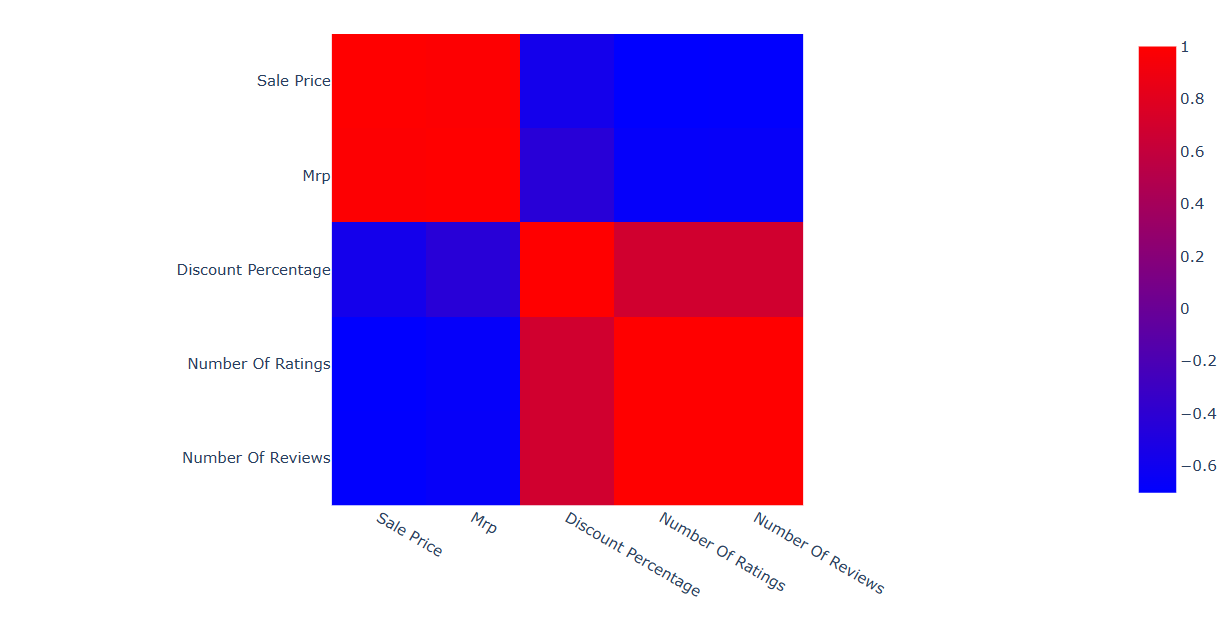 Sale Price
Mrp
Discount Percentage
Number Of Ratings
Number Of Reviews
Sale Price
Mrp
Discount Percentage
Number Of Ratings
Number Of Reviews
1
0.8
0.6
0.4
0.2
0
−0.2
−0.4
−0.6